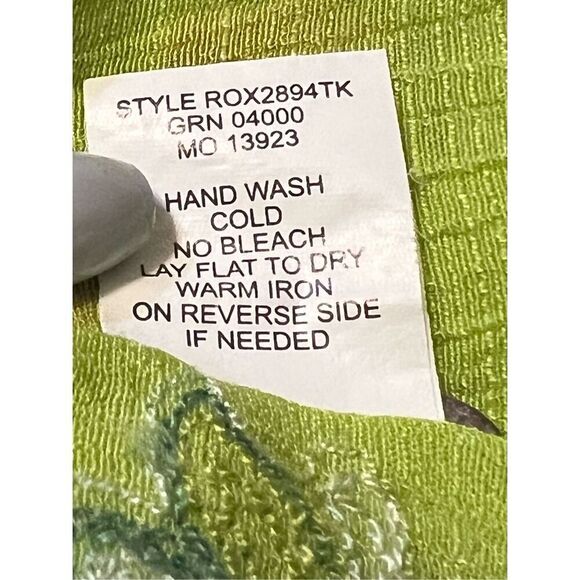 STYLE ROX2894TK
GRN 04000
MO 13923
HAND WASH
COLD
NO BLEACH
LAY FLAT TO DRY
WARM IRON
ON REVERSE SIDE
IF NEEDED